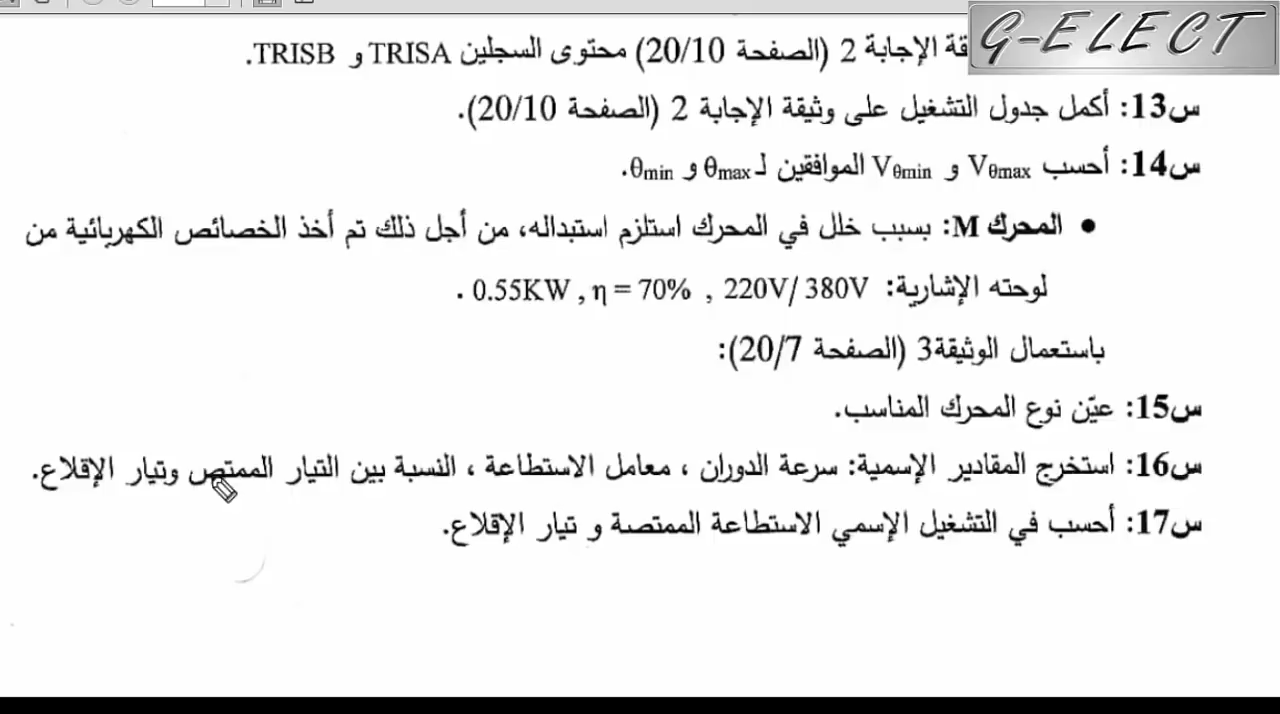 G-ELECT
الإجابة 2 (الصفحة 20/10) محتوى السجلين TRISA و TRISB.
س13: أكمل جدول التشغيل على وثيقة الإجابة 2 (الصفحة 20/10).
س14: أحسب Vθmax و Vθmin الموافقين لـ θmax و θmin.
• المحرك M: بسبب خلل في المحرك استلزم استبداله، من أجل ذلك تم أخذ الخصائص الكهربائية من
لوحته الإشارية: 220V/ 380V , η = 70% , 0.55KW .
باستعمال الوثيقة3 (الصفحة 20/7):
س15: عيّن نوع المحرك المناسب.
س16: استخرج المقادير الإسمية: سرعة الدوران ، معامل الاستطاعة ، النسبة بين التيار الممتص وتيار الإقلاع.
س17: أحسب في التشغيل الإسمي الاستطاعة الممتصة و تيار الإقلاع.